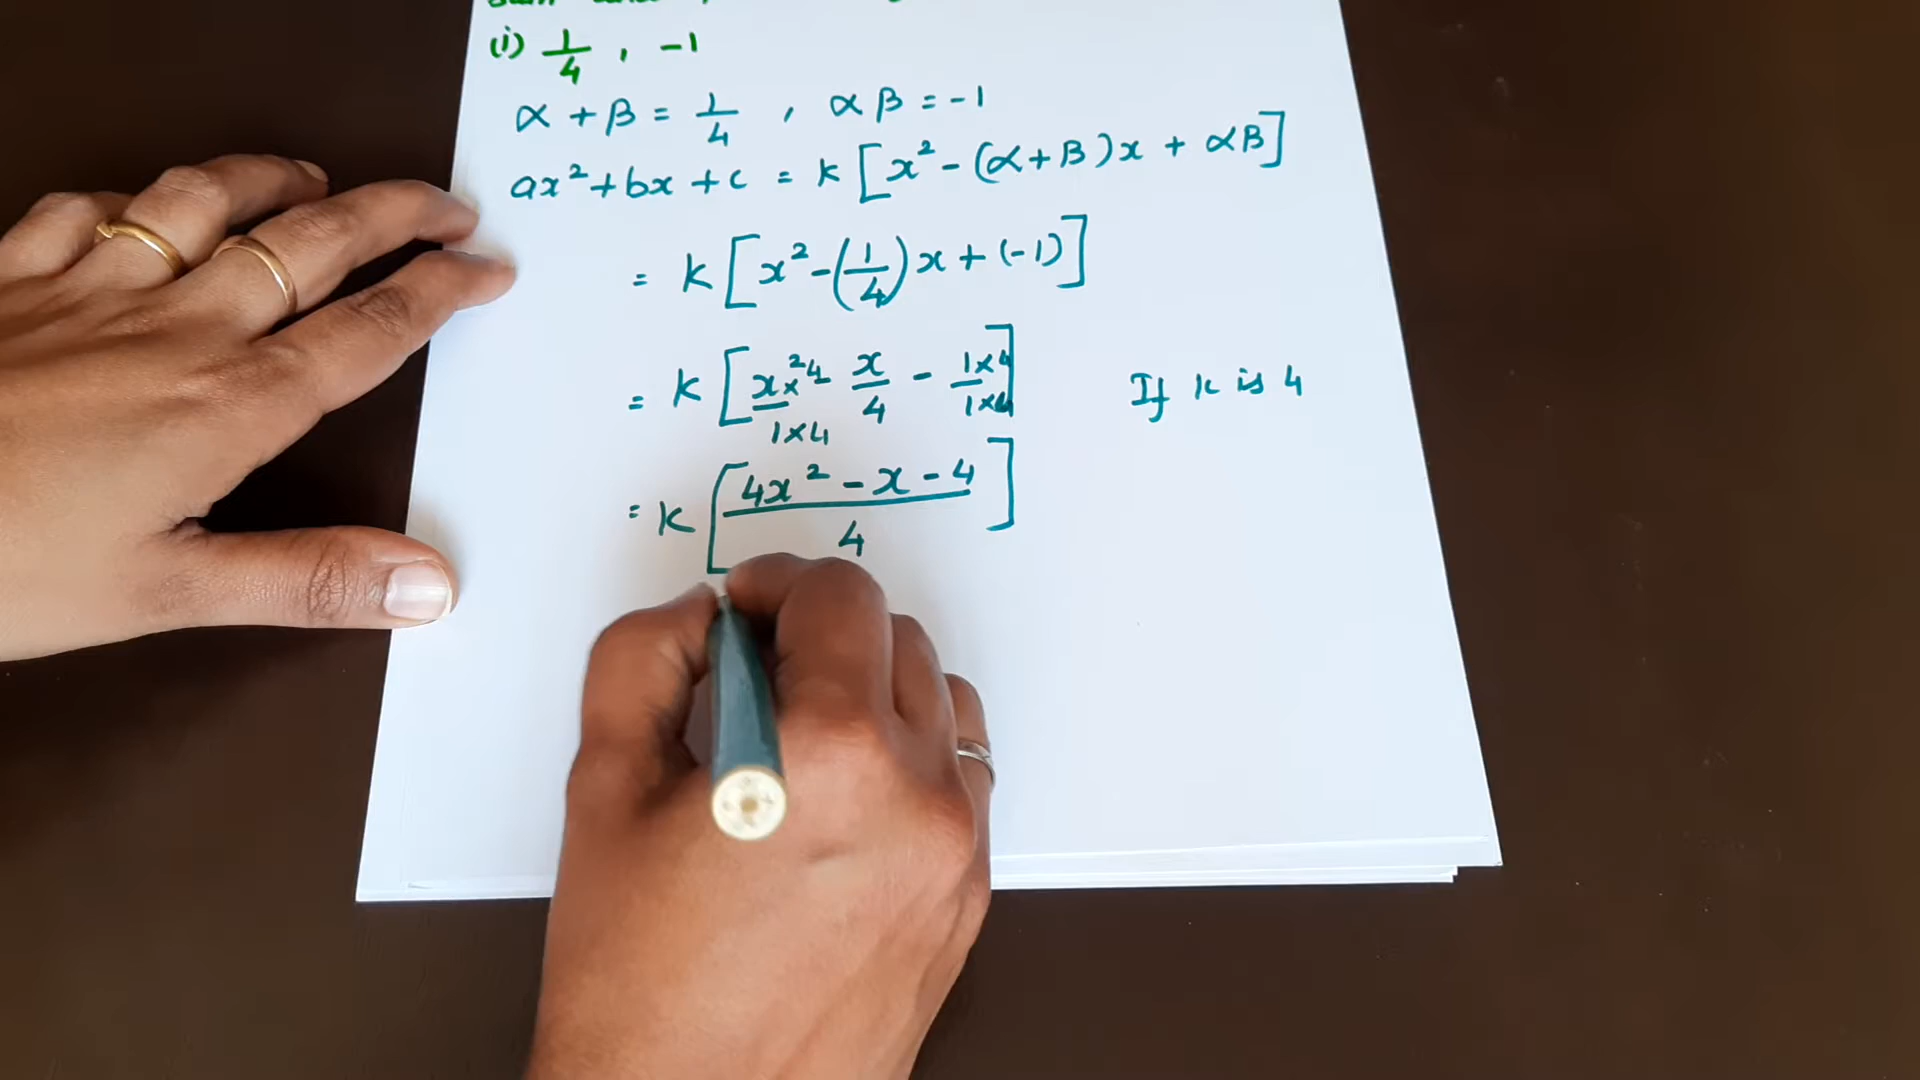 (i) 1/4 , -1
α + β = 1/4 , α β = -1
ax² + bx + c = k [x² - (α + β)x + αβ]
= k [x² - (1/4)x + (-1)]
= k [x²×4/1×4 x/4 - 1×4/1×4] If k is 4
= k [4x² - x - 4/4]